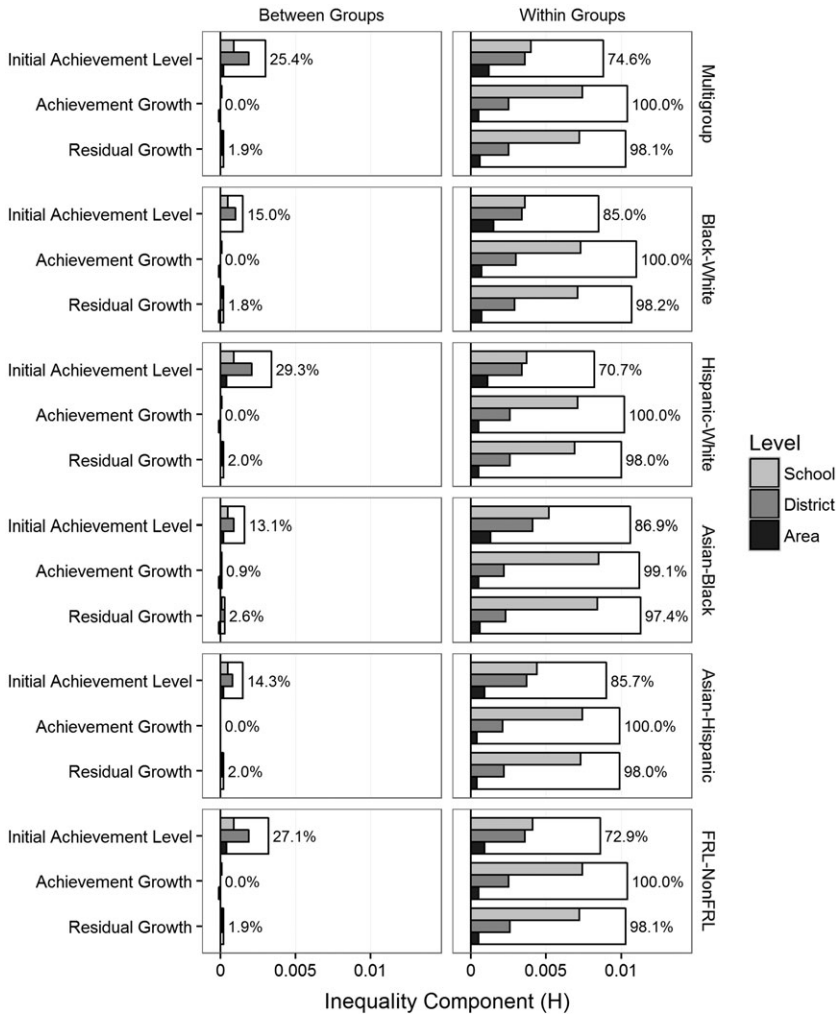 Between Groups Within Groups
Initial Achievement Level 25.4% 74.6%
Achievement Growth 0.0% 100.0%
Residual Growth 1.9% 98.1%
Multigroup
Initial Achievement Level 15.0% 85.0%
Achievement Growth 0.0% 100.0%
Residual Growth 1.8% 98.2%
Black-White
Initial Achievement Level 29.3% 70.7%
Achievement Growth 0.0% 100.0%
Residual Growth 2.0% 98.0%
Hispanic-White
Initial Achievement Level 13.1% 86.9%
Achievement Growth 0.9% 99.1%
Residual Growth 2.6% 97.4%
Asian-Black
Initial Achievement Level 14.3% 85.7%
Achievement Growth 0.0% 100.0%
Residual Growth 2.0% 98.0%
Asian-Hispanic
Initial Achievement Level 27.1% 72.9%
Achievement Growth 0.0% 100.0%
Residual Growth 1.9% 98.1%
FRL-NonFRL
0 0.005 0.01 0 0.005 0.01
Inequality Component (H)
Level
School
District
Area